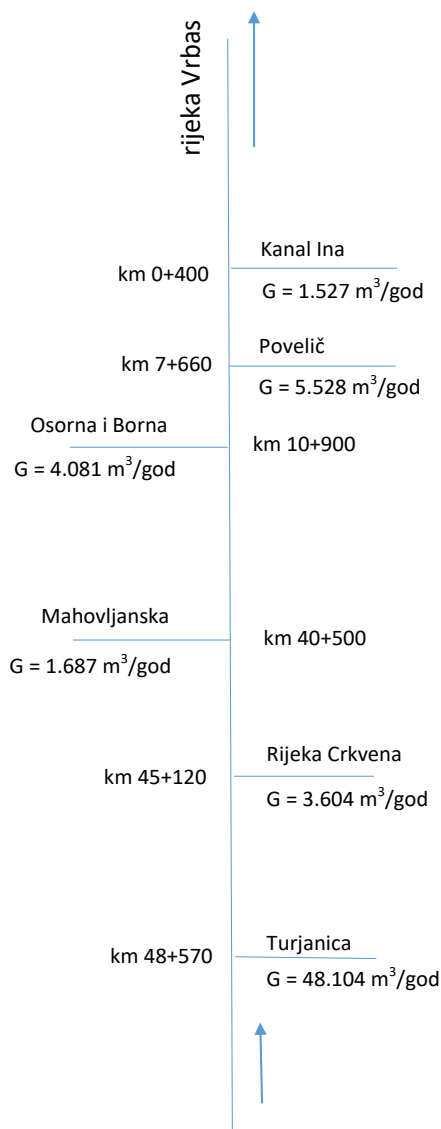 rijeka Vrbas
Kanal Ina
km 0+400
G = 1.527 m³/god
Povelič
km 7+660
G = 5.528 m³/god
Osorna i Borna
km 10+900
G = 4.081 m³/god
Mahovljanska
km 40+500
G = 1.687 m³/god
Rijeka Crkvena
km 45+120
G = 3.604 m³/god
Turjanica
km 48+570
G = 48.104 m³/god